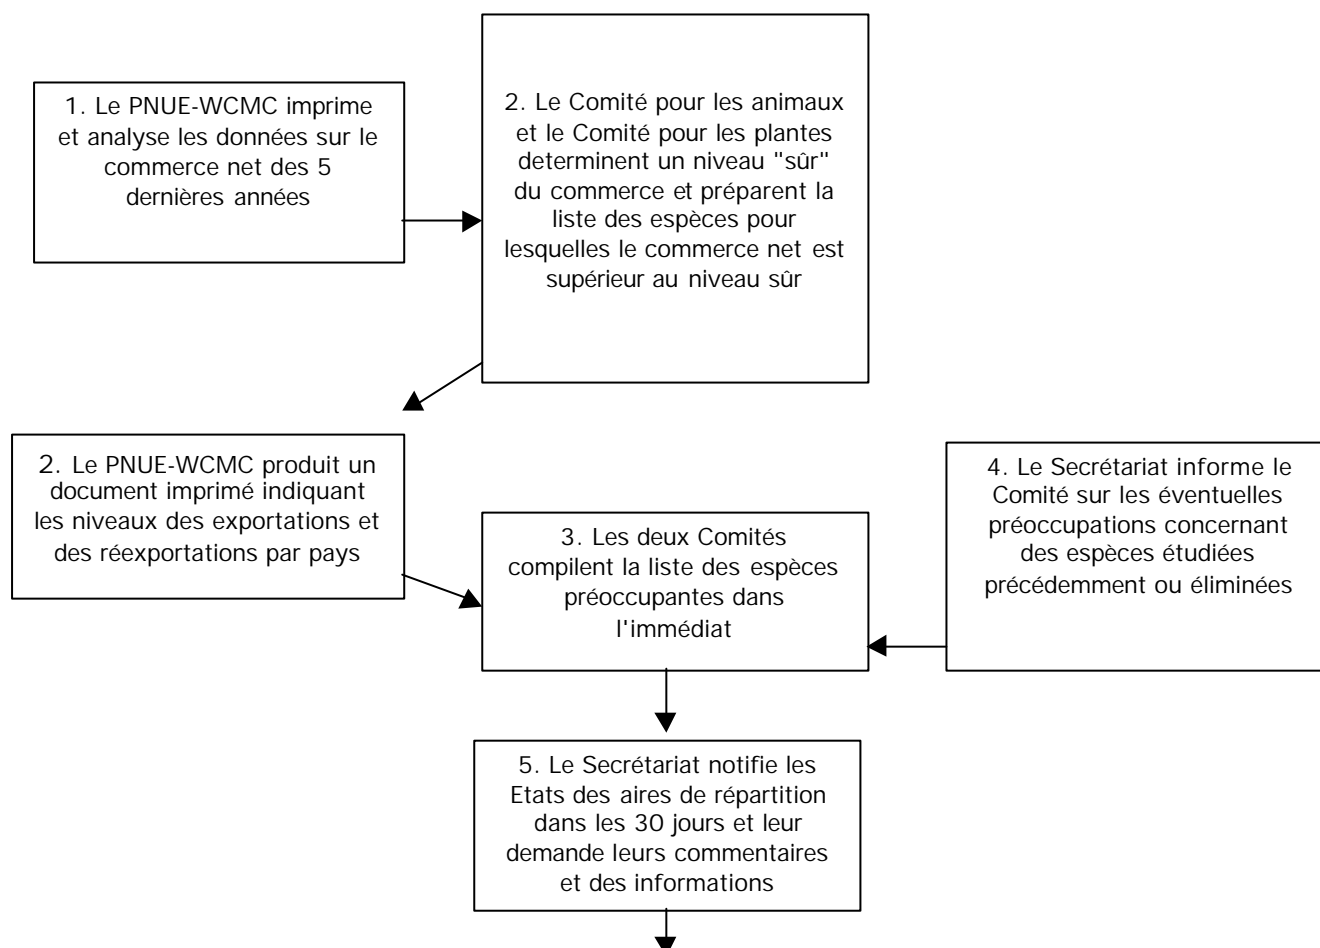 1. Le PNUE-WCMC imprime
et analyse les données sur le
commerce net des 5
dernières années
2. Le Comité pour les animaux
et le Comité pour les plantes
determinent un niveau "sûr"
du commerce et préparent la
liste des espèces pour
lesquelles le commerce net est
supérieur au niveau sûr
2. Le PNUE-WCMC produit un
document imprimé indiquant
les niveaux des exportations et
des réexportations par pays
3. Les deux Comités
compilent la liste des espèces
préoccupantes dans
l'immédiat
4. Le Secrétariat informe le
Comité sur les éventuelles
préoccupations concernant
des espèces étudiées
précédemment ou éliminées
5. Le Secrétariat notifie les
Etats des aires de répartition
dans les 30 jours et leur
demande leurs commentaires
et des informations